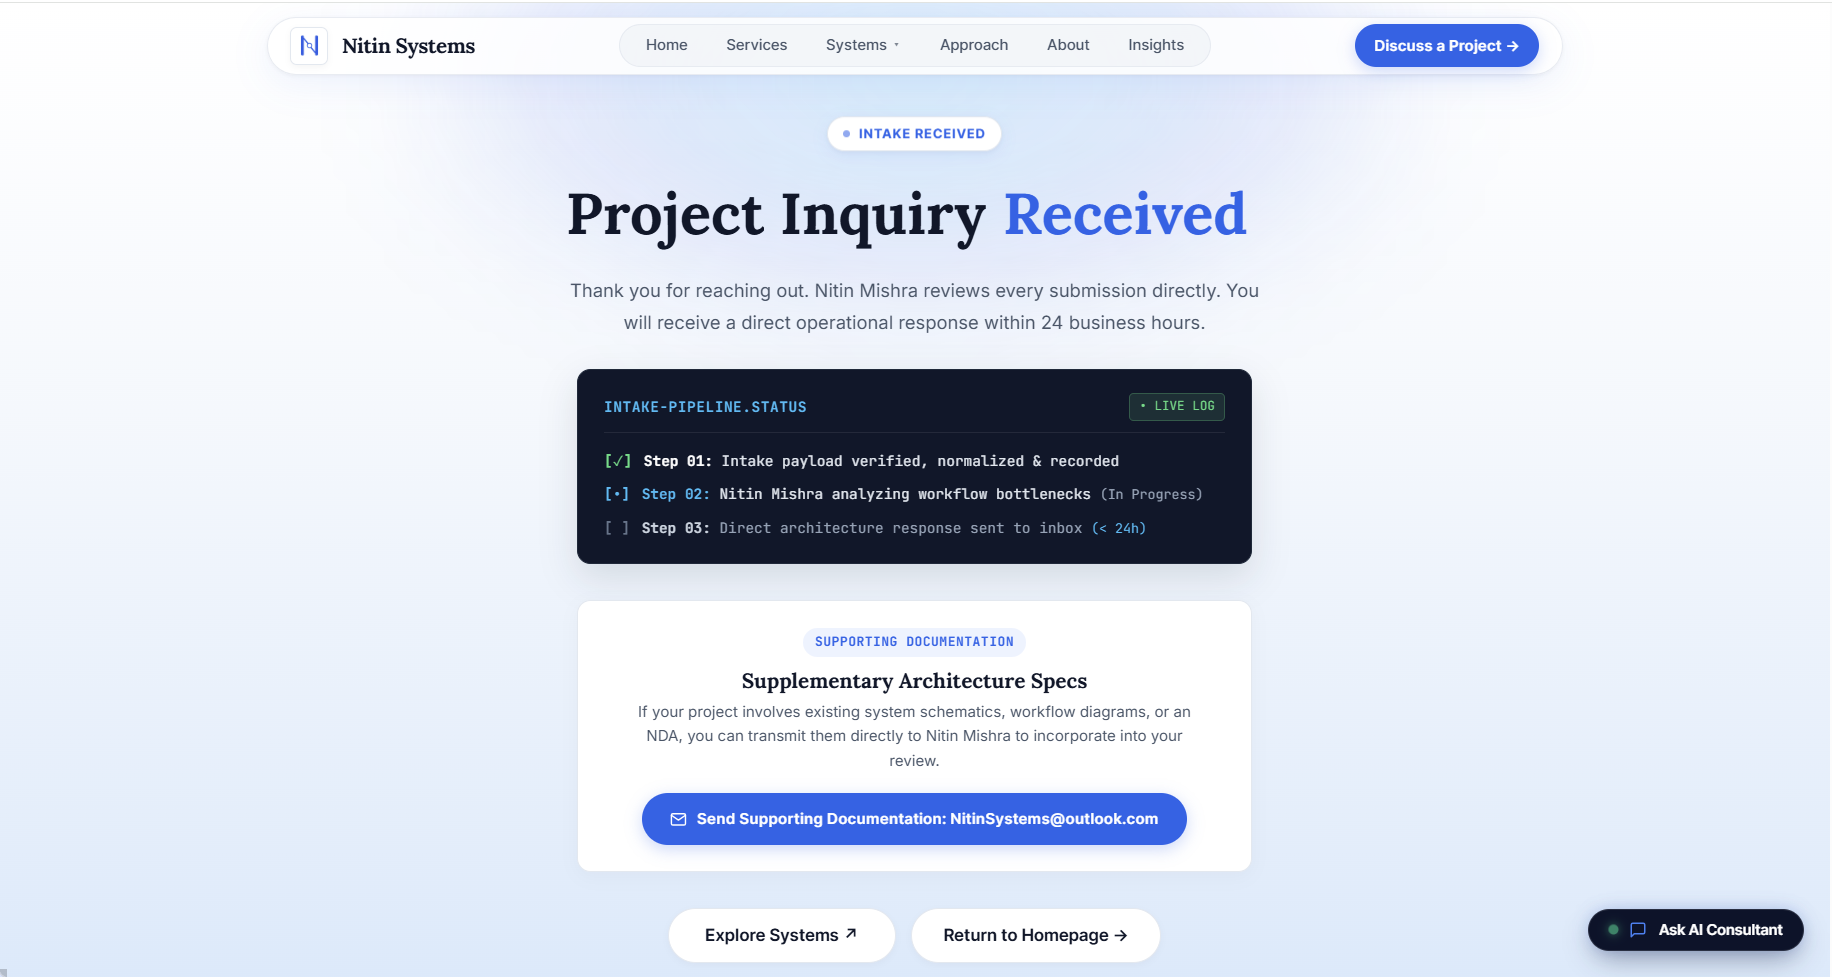 Nitin Systems
Home
Services
Systems
Approach
About
Insights
Discuss a Project →
INTAKE RECEIVED
Project Inquiry Received
Thank you for reaching out. Nitin Mishra reviews every submission directly. You
will receive a direct operational response within 24 business hours.
INTAKE-PIPELINE.STATUS
• LIVE LOG
[✓] Step 01: Intake payload verified, normalized & recorded
[•] Step 02: Nitin Mishra analyzing workflow bottlenecks (In Progress)
[ ] Step 03: Direct architecture response sent to inbox (< 24h)
SUPPORTING DOCUMENTATION
Supplementary Architecture Specs
If your project involves existing system schematics, workflow diagrams, or an
NDA, you can transmit them directly to Nitin Mishra to incorporate into your
review.
Send Supporting Documentation: NitinSystems@outlook.com
Explore Systems ↗
Return to Homepage →
Ask AI Consultant